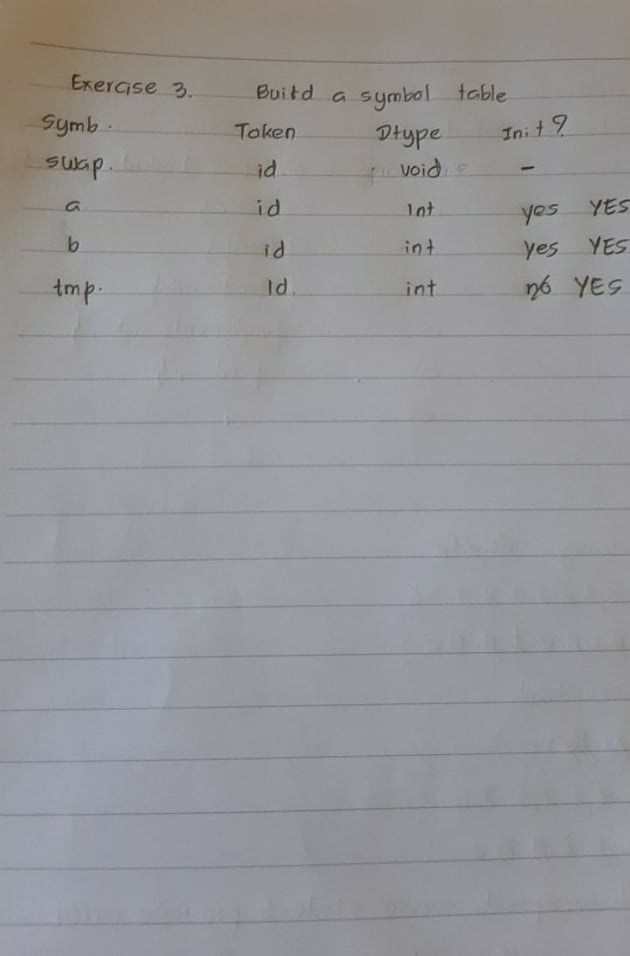 Exercise 3. Build a symbol table
Symb. Token Dtype Init?
swap. id void -
a id Int yes YES
b id int yes YES
tmp. Id. int no YES